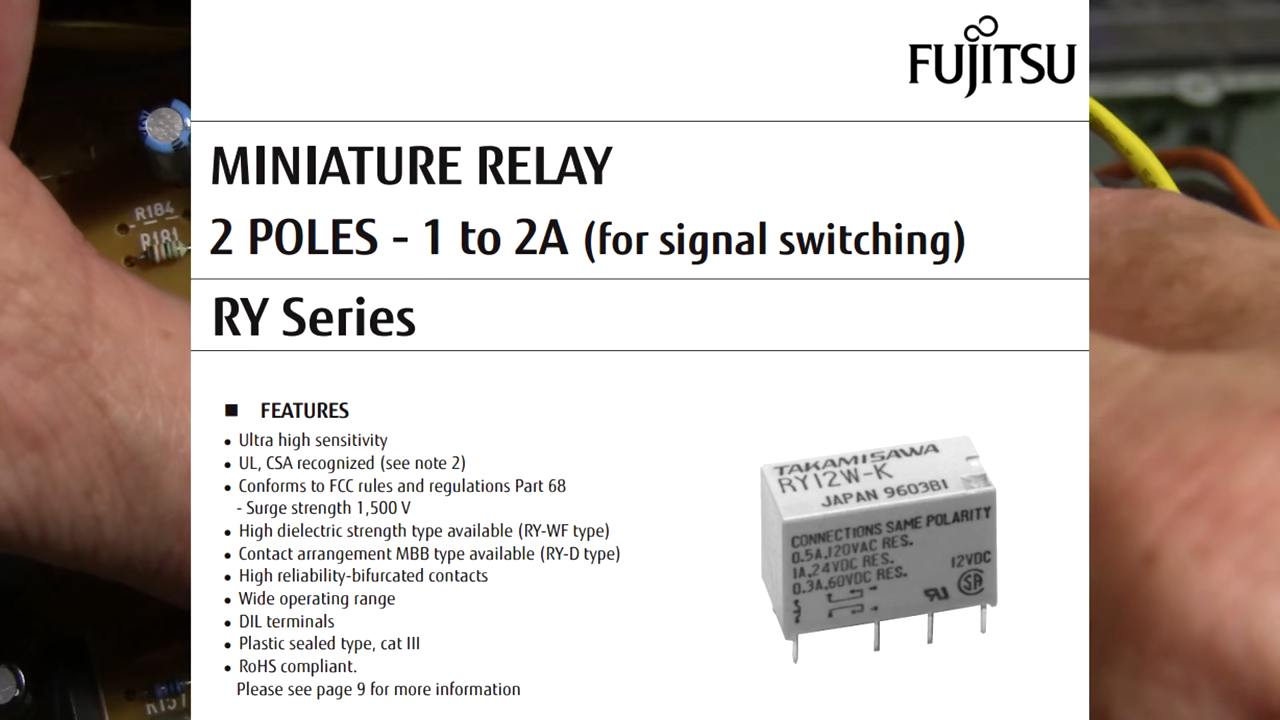 FUJITSU
MINIATURE RELAY
2 POLES - 1 to 2A (for signal switching)
RY Series
■ FEATURES
• Ultra high sensitivity
• UL, CSA recognized (see note 2)
• Conforms to FCC rules and regulations Part 68
- Surge strength 1,500 V
• High dielectric strength type available (RY-WF type)
• Contact arrangement MBB type available (RY-D type)
• High reliability-bifurcated contacts
• Wide operating range
• DIL terminals
• Plastic sealed type, cat III
• RoHS compliant.
Please see page 9 for more information
TAKAMISAWA
RY12W-K
JAPAN 9603B1
CONNECTIONS SAME POLARITY
0.5A,120VAC RES.
1A,24VDC RES.
0.3A,60VDC RES.
12VDC
R184
R181
R157